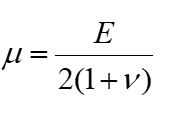 μ = E / 2(1 + ν)